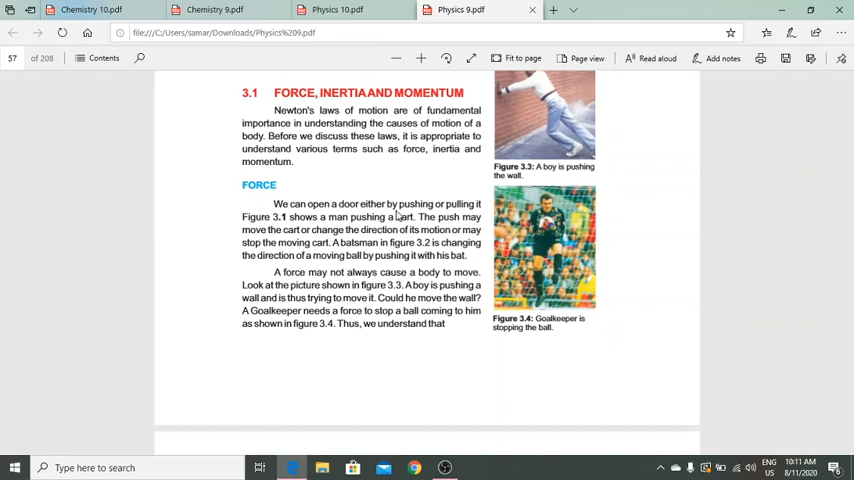 Chemistry 10.pdf
Chemistry 9.pdf
Physics 10.pdf
Physics 9.pdf
file:///C:/Users/samar/Downloads/Physics%209.pdf
57 of 208 Contents Fit to page Page view Read aloud Add notes
3.1 FORCE, INERTIA AND MOMENTUM
Newton's laws of motion are of fundamental
importance in understanding the causes of motion of a
body. Before we discuss these laws, it is appropriate to
understand various terms such as force, inertia and
momentum.
FORCE
We can open a door either by pushing or pulling it
Figure 3.1 shows a man pushing a cart. The push may
move the cart or change the direction of its motion or may
stop the moving cart. A batsman in figure 3.2 is changing
the direction of a moving ball by pushing it with his bat.
A force may not always cause a body to move.
Look at the picture shown in figure 3.3. A boy is pushing a
wall and is thus trying to move it. Could he move the wall?
A Goalkeeper needs a force to stop a ball coming to him
as shown in figure 3.4. Thus, we understand that
Figure 3.3: A boy is pushing
the wall.
Figure 3.4: Goalkeeper is
stopping the ball.
Type here to search
ENG
US
10:11 AM
8/11/2020